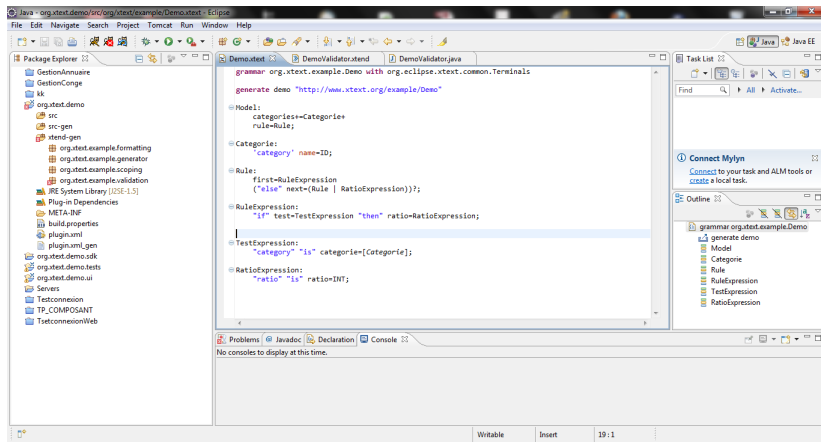 Java - org.xtext.demo/src/org/xtext/example/Demo.xtext - Eclipse
File Edit Navigate Search Project Tomcat Run Window Help
Java Java EE
Package Explorer
GestionAnnuaire
GestionConge
kk
org.xtext.demo
src
src-gen
xtend-gen
org.xtext.example.formatting
org.xtext.example.generator
org.xtext.example.scoping
org.xtext.example.validation
JRE System Library [J2SE-1.5]
Plug-in Dependencies
META-INF
build.properties
plugin.xml
plugin.xml_gen
org.xtext.demo.sdk
org.xtext.demo.tests
org.xtext.demo.ui
Servers
Testconnexion
TP_COMPOSANT
TsetconnexionWeb
Demo.xtext DemoValidator.xtend DemoValidator.java
grammar org.xtext.example.Demo with org.eclipse.xtext.common.Terminals
generate demo "http://www.xtext.org/example/Demo"
Model:
categories+=Categorie+
rule=Rule;
Categorie:
'category' name=ID;
Rule:
first=RuleExpression
("else" next=(Rule | RatioExpression))?;
RuleExpression:
"if" test=TestExpression "then" ratio=RatioExpression;
TestExpression:
"category" "is" categorie=[Categorie];
RatioExpression:
"ratio" "is" ratio=INT;
Task List
Find All Activate...
Connect Mylyn
Connect to your task and ALM tools or
create a local task.
Outline
grammar org.xtext.example.Demo
generate demo
Model
Categorie
Rule
RuleExpression
TestExpression
RatioExpression
Problems Javadoc Declaration Console
No consoles to display at this time.
Writable Insert 19 : 1